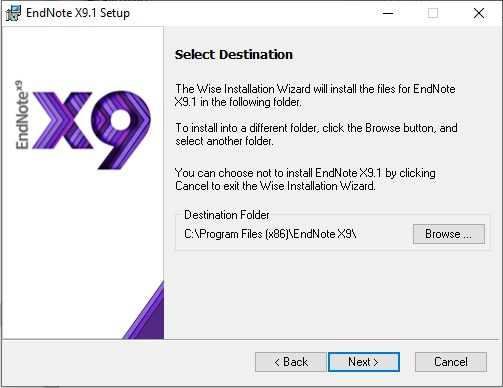 EndNote X9.1 Setup
Select Destination
EndNote x9
X9
The Wise Installation Wizard will install the files for EndNote
X9.1 in the following folder.
To install into a different folder, click the Browse button, and
select another folder.
You can choose not to install EndNote X9.1 by clicking
Cancel to exit the Wise Installation Wizard.
Destination Folder
C:\Program Files (x86)\EndNote X9\
Browse ...
< Back
Next >
Cancel